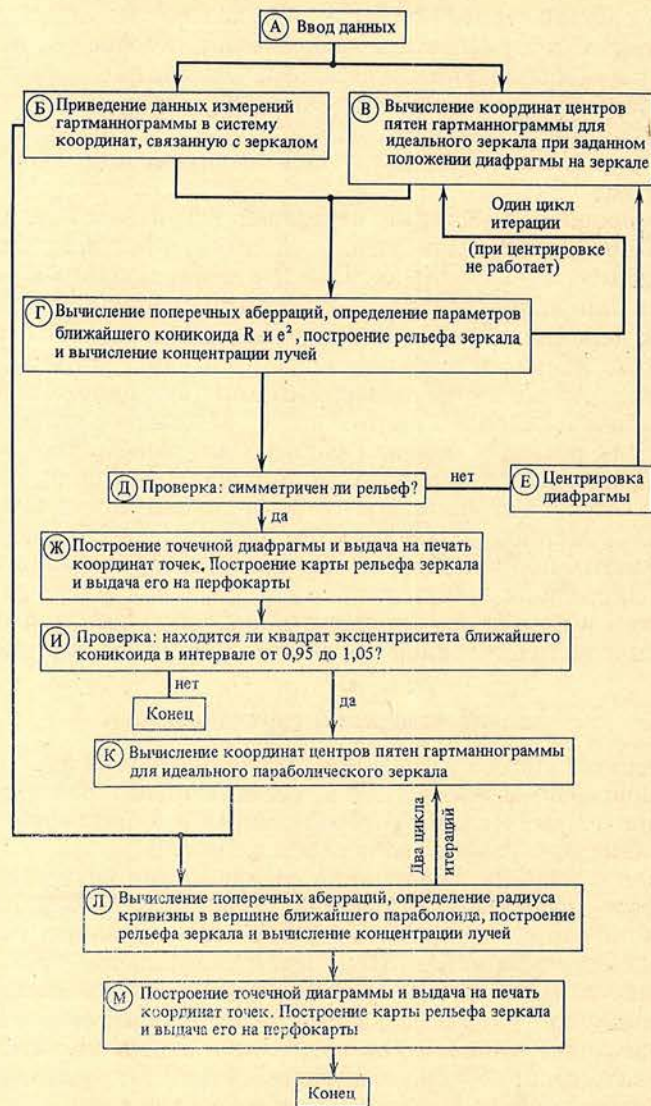 А Ввод данных
Б Приведение данных измерений
гартманнограммы в систему
координат, связанную с зеркалом
В Вычисление координат центров
пятен гартманнограммы для
идеального зеркала при заданном
положении диафрагмы на зеркале
Один цикл
итерации
(при центрировке
не работает)
Г Вычисление поперечных аберраций, определение параметров
ближайшего коникоида R и e², построение рельефа зеркала
и вычисление концентрации лучей
Д Проверка: симметричен ли рельеф?
нет
Е Центрировка
диафрагмы
да
Ж Построение точечной диафрагмы и выдача на печать
координат точек. Построение карты рельефа зеркала
и выдача его на перфокарты
И Проверка: находится ли квадрат эксцентриситета ближайшего
коникоида в интервале от 0,95 до 1,05?
нет
да
Конец
К Вычисление координат центров пятен гартманнограммы
для идеального параболического зеркала
Два цикла
итераций
Л Вычисление поперечных аберраций, определение радиуса
кривизны в вершине ближайшего параболоида, построение
рельефа зеркала и вычисление концентрации лучей
М Построение точечной диаграммы и выдача на печать
координат точек. Построение карты рельефа зеркала
и выдача его на перфокарты
Конец